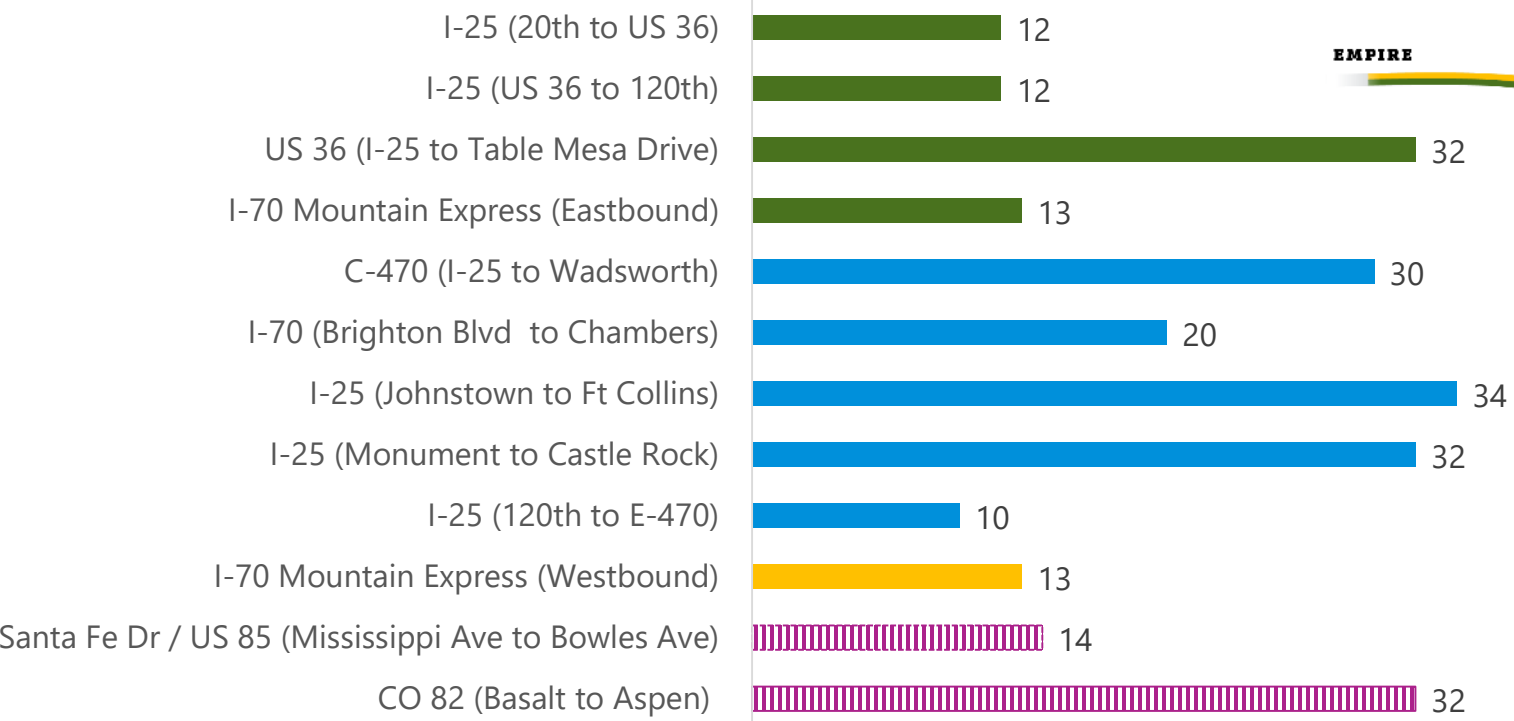 I-25 (20th to US 36) 12
EMPIRE
I-25 (US 36 to 120th) 12
US 36 (I-25 to Table Mesa Drive) 32
I-70 Mountain Express (Eastbound) 13
C-470 (I-25 to Wadsworth) 30
I-70 (Brighton Blvd  to Chambers) 20
I-25 (Johnstown to Ft Collins) 34
I-25 (Monument to Castle Rock) 32
I-25 (120th to E-470) 10
I-70 Mountain Express (Westbound) 13
Santa Fe Dr / US 85 (Mississippi Ave to Bowles Ave) 14
CO 82 (Basalt to Aspen) 32